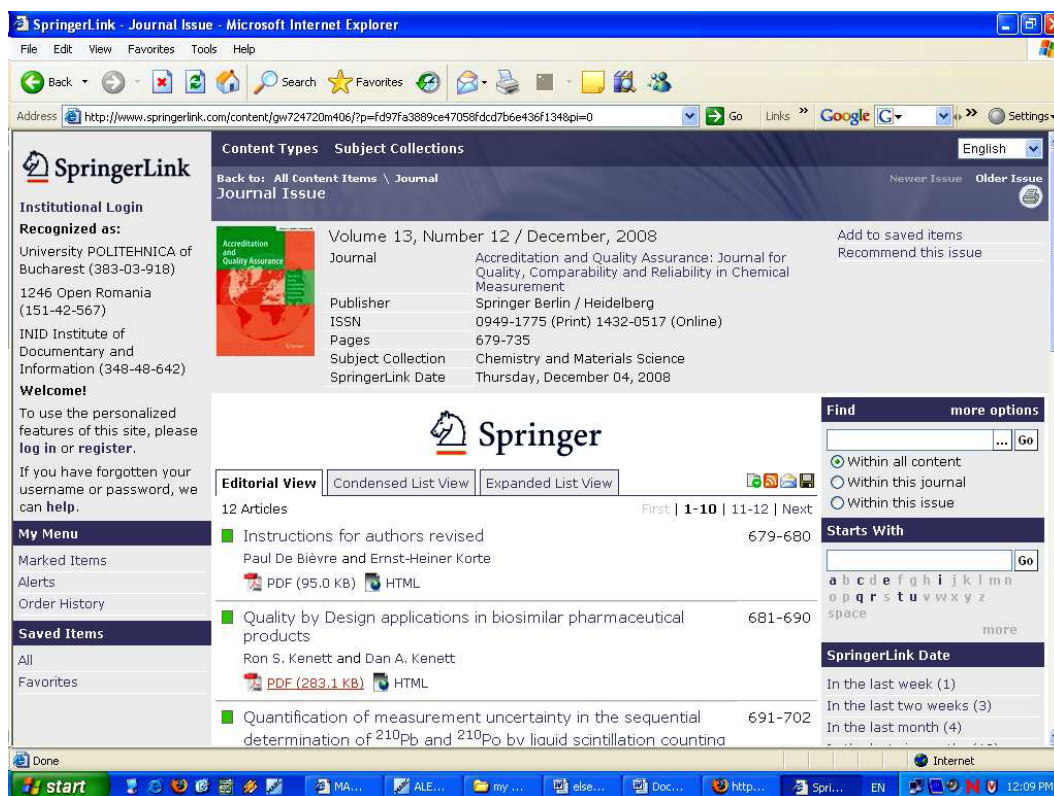 SpringerLink - Journal Issue - Microsoft Internet Explorer
File Edit View Favorites Tools Help
Back Search Favorites
Address http://www.springerlink.com/content/gw724720m406/?p=fd97fa3889ce47058fdcd7b6e436f134&pi=0 Go Links » Google G » Settings
SpringerLink
Institutional Login
Recognized as:
University POLITEHNICA of
Bucharest (383-03-918)
1246 Open Romania
(151-42-567)
INID Institute of
Documentary and
Information (348-48-642)
Welcome!
To use the personalized
features of this site, please
log in or register.
If you have forgotten your
username or password, we
can help.
My Menu
Marked Items
Alerts
Order History
Saved Items
All
Favorites
Content Types Subject Collections English
Back to: All Content Items \ Journal Newer Issue Older Issue
Journal Issue
Accreditation
and
Quality Assurance
Volume 13, Number 12 / December, 2008
Journal Accreditation and Quality Assurance: Journal for
Quality, Comparability and Reliability in Chemical
Measurement
Publisher Springer Berlin / Heidelberg
ISSN 0949-1775 (Print) 1432-0517 (Online)
Pages 679-735
Subject Collection Chemistry and Materials Science
SpringerLink Date Thursday, December 04, 2008
Add to saved items
Recommend this issue
Springer
Editorial View Condensed List View Expanded List View
12 Articles First | 1-10 | 11-12 | Next
Instructions for authors revised 679-680
Paul De Bièvre and Ernst-Heiner Korte
PDF (95.0 KB) HTML
Quality by Design applications in biosimilar pharmaceutical 681-690
products
Ron S. Kenett and Dan A. Kenett
PDF (283.1 KB) HTML
Quantification of measurement uncertainty in the sequential 691-702
determination of 210Pb and 210Po by liquid scintillation counting
Find more options
... Go
Within all content
Within this journal
Within this issue
Starts With
Go
a b c d e f g h i j k l m n
o p q r s t u v w x y z
space
more
SpringerLink Date
In the last week (1)
In the last two weeks (3)
In the last month (4)
Done Internet
start MA... ALE... my ... else... Doc... http... Spri... EN 12:09 PM